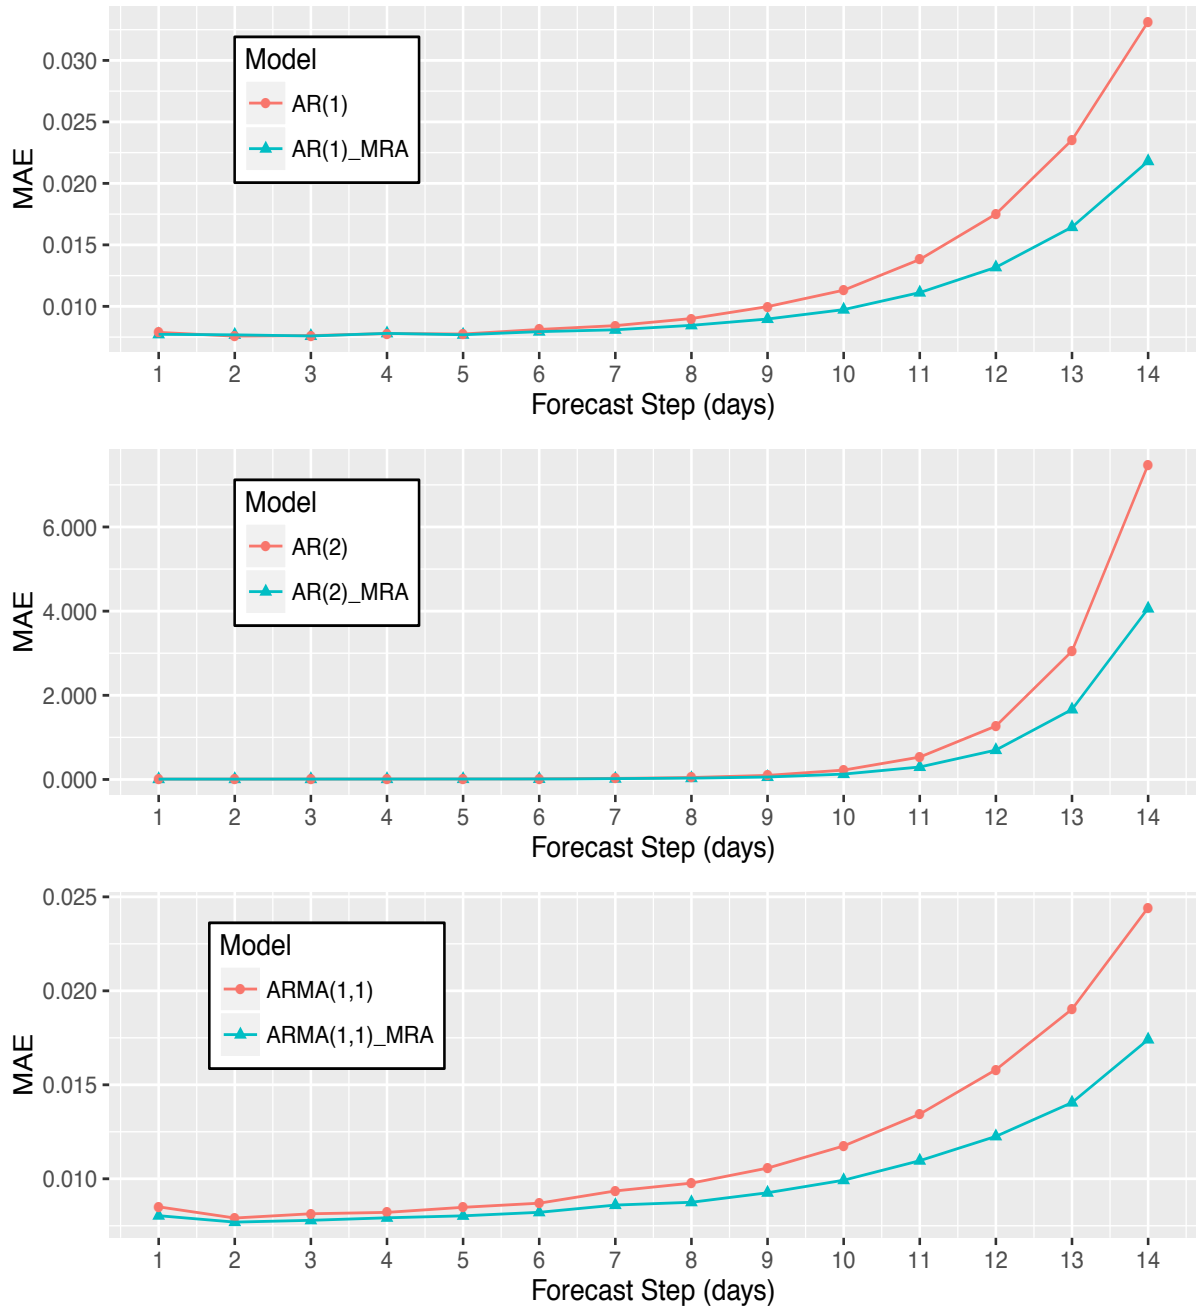 Model
AR(1)
AR(1)_MRA
MAE
0.030
0.025
0.020
0.015
0.010
1 2 3 4 5 6 7 8 9 10 11 12 13 14
Forecast Step (days)
Model
AR(2)
AR(2)_MRA
MAE
6.000
4.000
2.000
0.000
1 2 3 4 5 6 7 8 9 10 11 12 13 14
Forecast Step (days)
Model
ARMA(1,1)
ARMA(1,1)_MRA
MAE
0.025
0.020
0.015
0.010
1 2 3 4 5 6 7 8 9 10 11 12 13 14
Forecast Step (days)